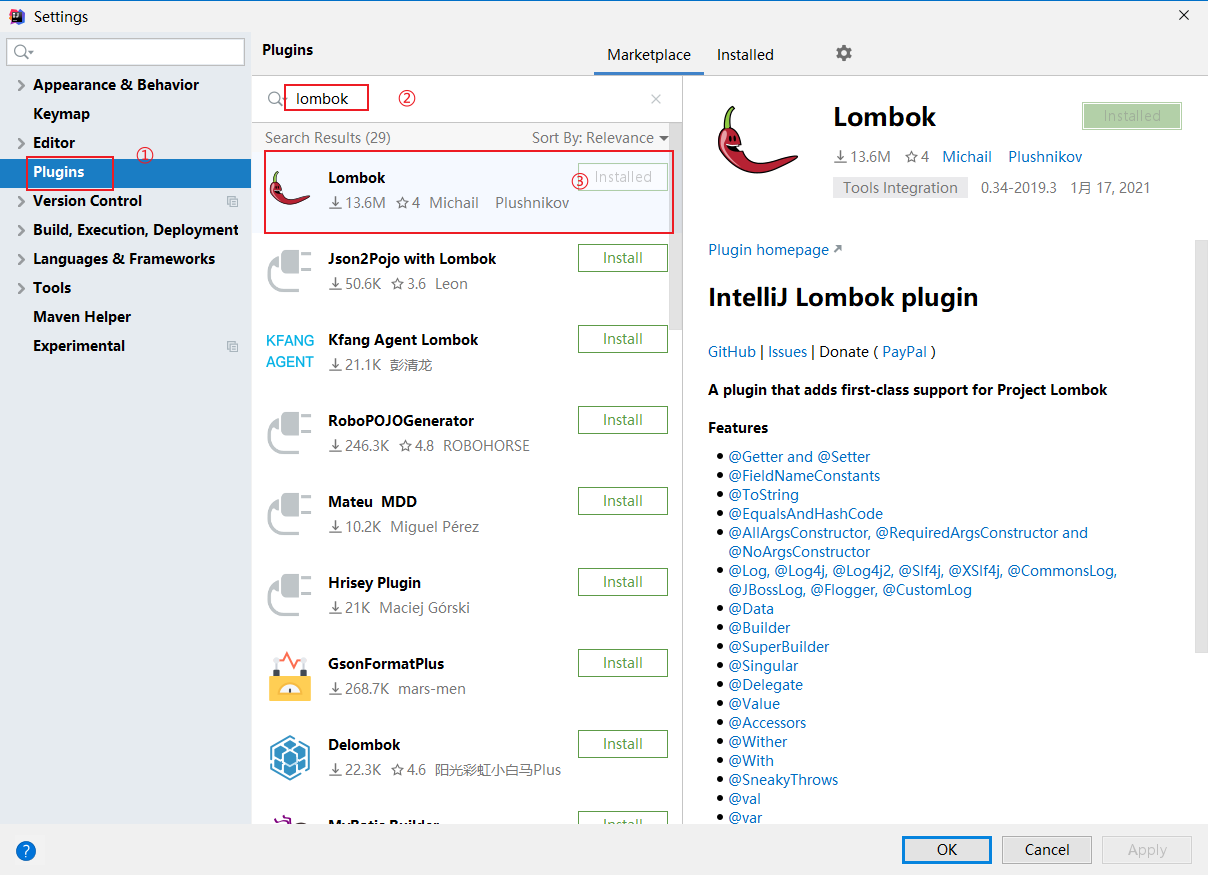 Settings
Plugins
Marketplace
Installed
Appearance & Behavior
Keymap
Editor
①
Plugins
Version Control
Build, Execution, Deployment
Languages & Frameworks
Tools
Maven Helper
Experimental
lombok
②
Search Results (29)
Sort By: Relevance
Lombok
③
Installed
13.6M 4 Michail Plushnikov
Json2Pojo with Lombok
Install
50.6K 3.6 Leon
KFANG
AGENT
Kfang Agent Lombok
Install
21.1K 彭清龙
RoboPOJOGenerator
Install
246.3K 4.8 ROBOHORSE
Mateu MDD
Install
10.2K Miguel Pérez
Hrisey Plugin
Install
21K Maciej Górski
GsonFormatPlus
Install
268.7K mars-men
Delombok
Install
22.3K 4.6 阳光彩虹小白马Plus
MyBatis Builder
Install
Lombok
Installed
13.6M 4 Michail Plushnikov
Tools Integration 0.34-2019.3 1月 17, 2021
Plugin homepage
IntelliJ Lombok plugin
GitHub | Issues | Donate ( PayPal )
A plugin that adds first-class support for Project Lombok
Features
@Getter and @Setter
@FieldNameConstants
@ToString
@EqualsAndHashCode
@AllArgsConstructor, @RequiredArgsConstructor and
@NoArgsConstructor
@Log, @Log4j, @Log4j2, @Slf4j, @XSlf4j, @CommonsLog,
@JBossLog, @Flogger, @CustomLog
@Data
@Builder
@SuperBuilder
@Singular
@Delegate
@Value
@Accessors
@Wither
@With
@SneakyThrows
@val
@var
?
OK
Cancel
Apply